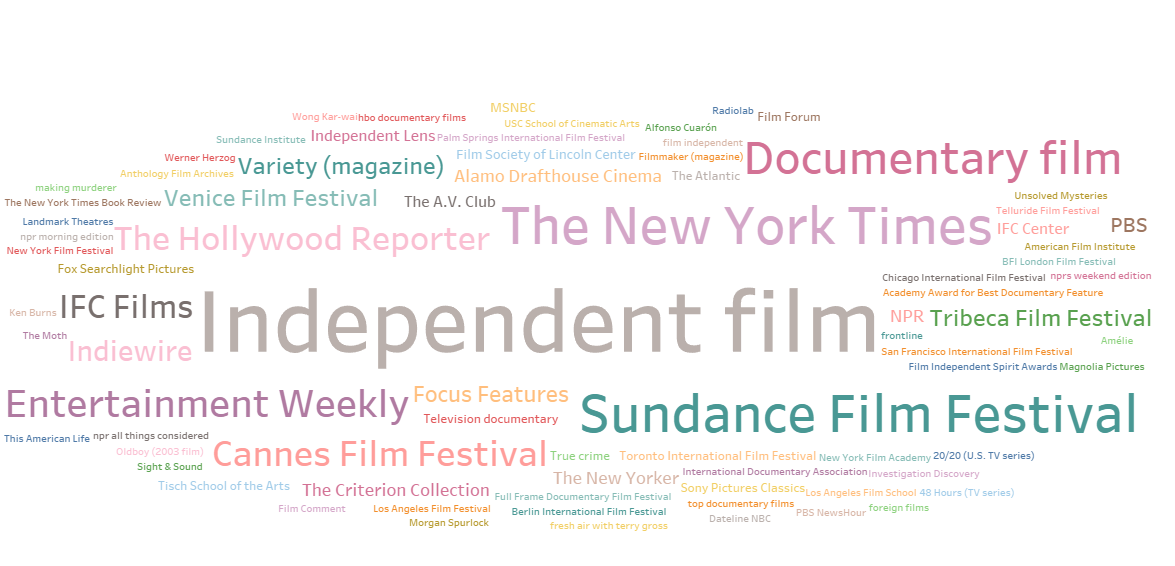 MSNBC
Radiolab
Wong Kar-wai
hbo documentary films
Film Forum
USC School of Cinematic Arts
Alfonso Cuarón
Sundance Institute
Independent Lens
Palm Springs International Film Festival
film independent
Werner Herzog
Variety (magazine)
Film Society of Lincoln Center
Filmmaker (magazine)
Documentary film
Anthology Film Archives
Alamo Drafthouse Cinema
The Atlantic
making murderer
The New York Times Book Review
Venice Film Festival
The A.V. Club
Unsolved Mysteries
Landmark Theatres
The New York Times
Telluride Film Festival
npr morning edition
The Hollywood Reporter
IFC Center
PBS
New York Film Festival
American Film Institute
Fox Searchlight Pictures
BFI London Film Festival
Chicago International Film Festival
nprs weekend edition
Academy Award for Best Documentary Feature
Ken Burns
IFC Films
Independent film
NPR
Tribeca Film Festival
The Moth
Indiewire
frontline
Amélie
San Francisco International Film Festival
Film Independent Spirit Awards
Magnolia Pictures
Entertainment Weekly
Focus Features
Sundance Film Festival
Television documentary
This American Life
npr all things considered
Oldboy (2003 film)
Cannes Film Festival
True crime
Toronto International Film Festival
New York Film Academy
20/20 (U.S. TV series)
Sight & Sound
The New Yorker
International Documentary Association
Investigation Discovery
Tisch School of the Arts
The Criterion Collection
Sony Pictures Classics
Los Angeles Film School
48 Hours (TV series)
Full Frame Documentary Film Festival
top documentary films
Film Comment
Los Angeles Film Festival
Berlin International Film Festival
PBS NewsHour
foreign films
Morgan Spurlock
fresh air with terry gross
Dateline NBC